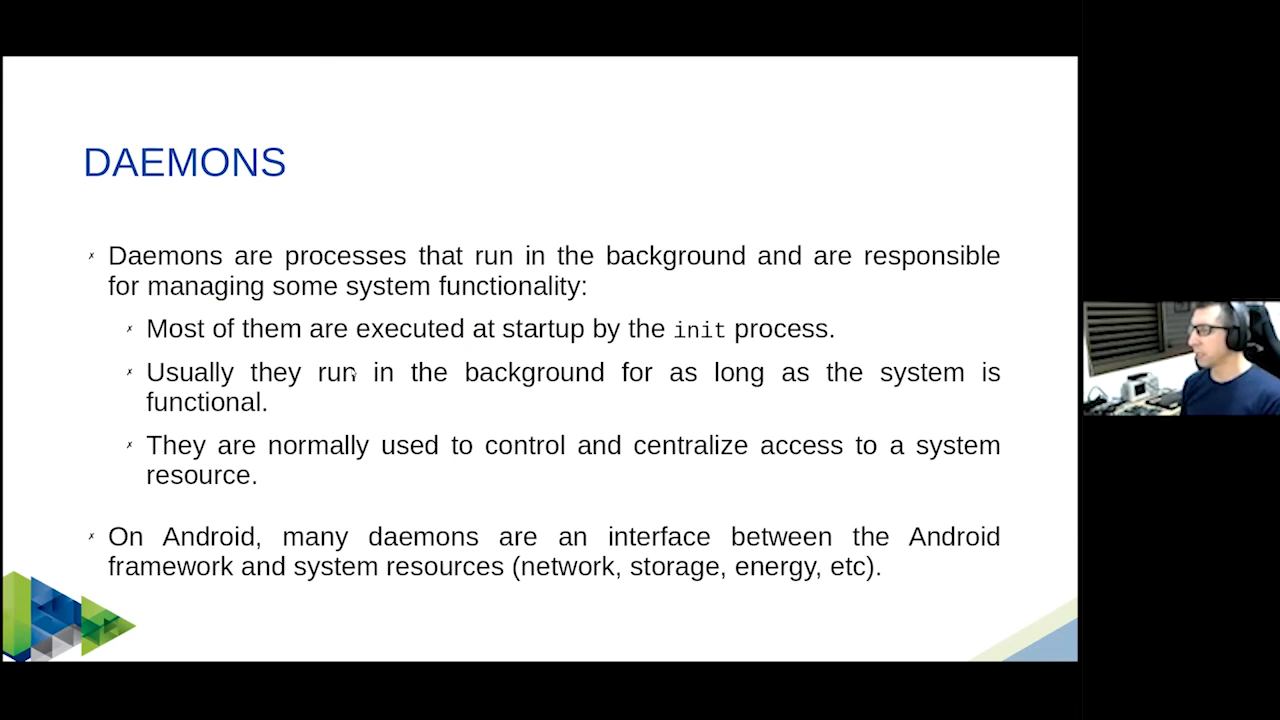 DAEMONS
Daemons are processes that run in the background and are responsible
for managing some system functionality:
Most of them are executed at startup by the init process.
Usually they run in the background for as long as the system is
functional.
They are normally used to control and centralize access to a system
resource.
On Android, many daemons are an interface between the Android
framework and system resources (network, storage, energy, etc).